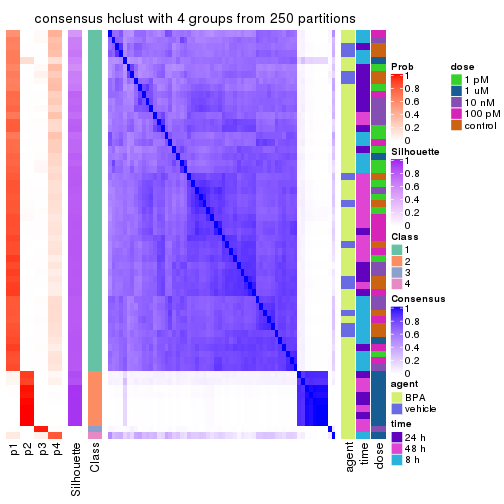 consensus hclust with 4 groups from 250 partitions
Prob
1
0.8
0.6
0.4
0.2
0
Silhouette
1
0.8
0.6
0.4
0.2
0
Class
1
2
3
4
Consensus
1
0.8
0.6
0.4
0.2
0
agent
BPA
vehicle
time
24 h
48 h
8 h
dose
1 pM
1 uM
10 nM
100 pM
control
p1
p2
p3
p4
Silhouette
Class
agent
time
dose